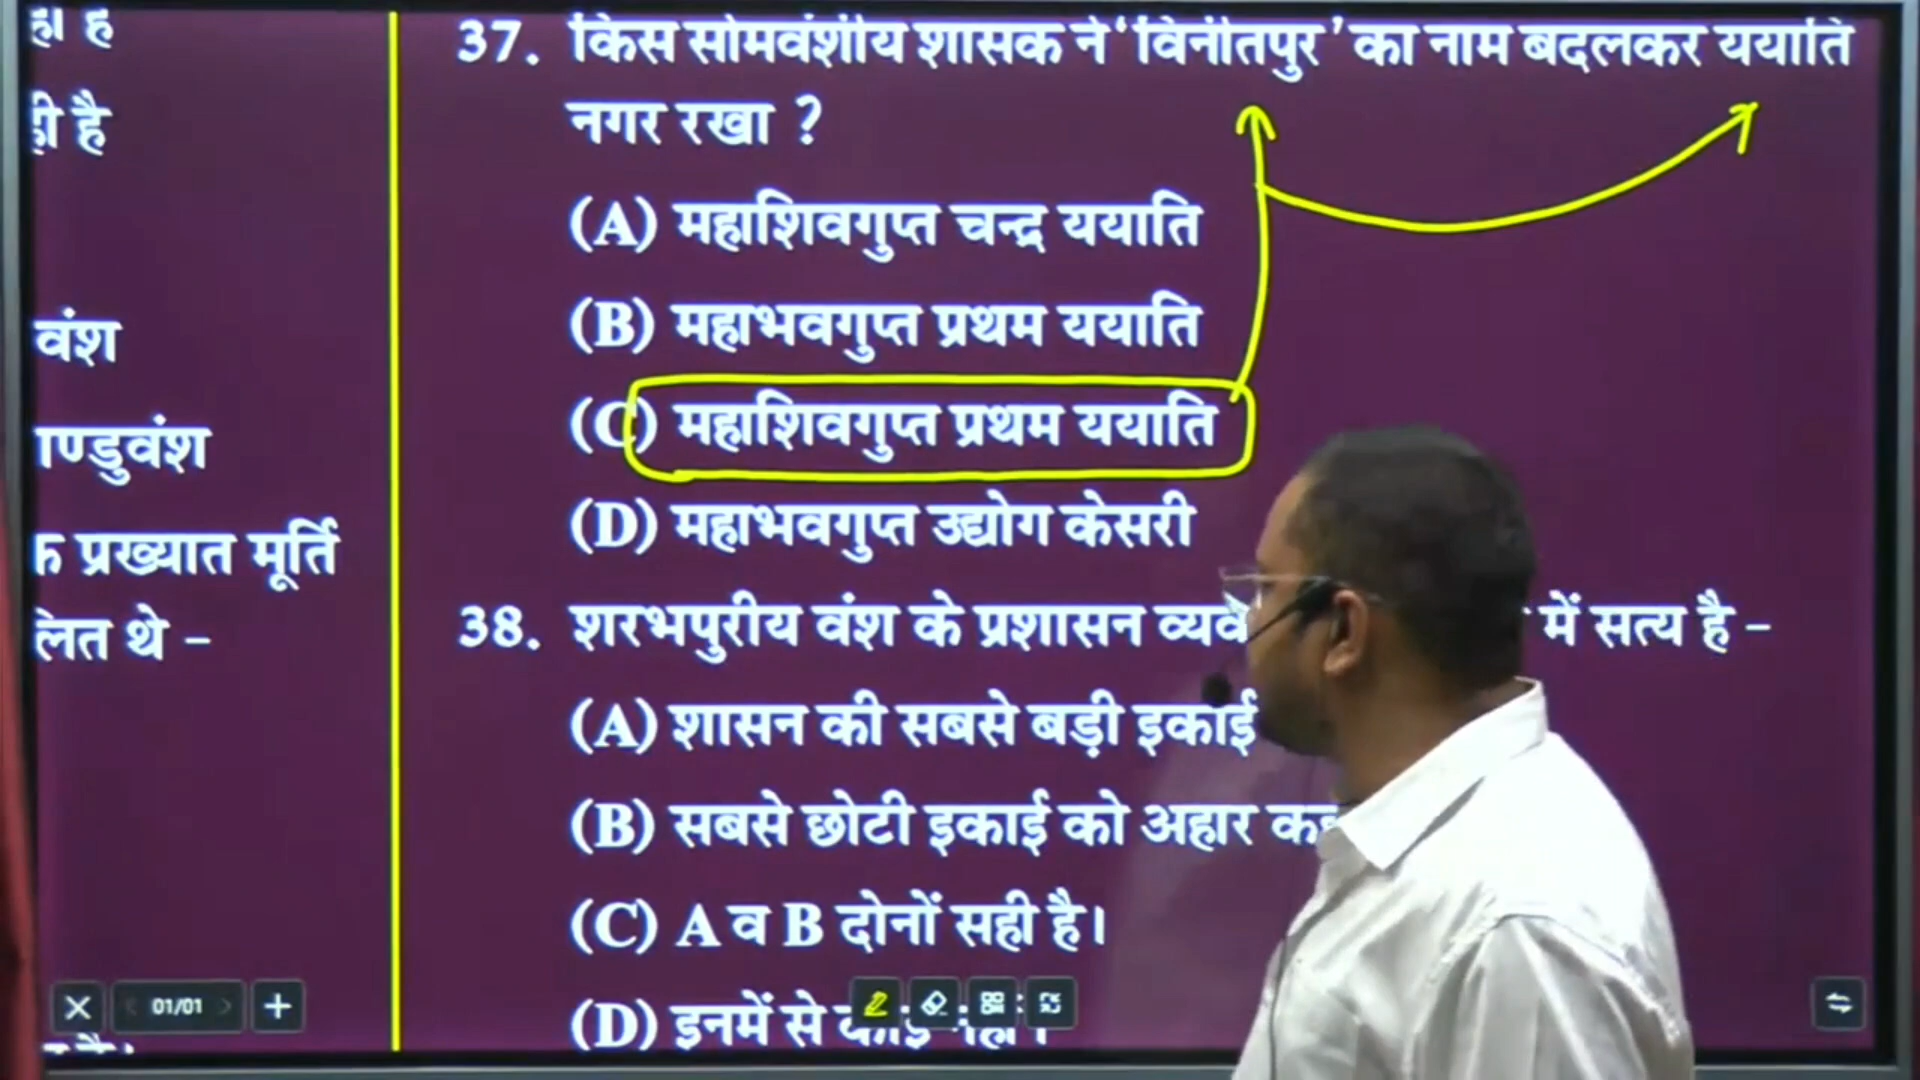 ही है
ही है
वंश
ाण्डुवंश
क प्रख्यात मूर्ति
लित थे –
37. किस सोमवंशीय शासक ने ‘विनीतपुर’ का नाम बदलकर ययाति
नगर रखा ?
(A) महाशिवगुप्त चन्द्र ययाति
(B) महाभवगुप्त प्रथम ययाति
(C) महाशिवगुप्त प्रथम ययाति
(D) महाभवगुप्त उद्योग केसरी
38. शरभपुरीय वंश के प्रशासन में सत्य है –
(A) शासन की सबसे बड़ी इकाई
(B) सबसे छोटी इकाई को अहार
(C) A व B दोनों सही है।
(D) इनमें से
01/01